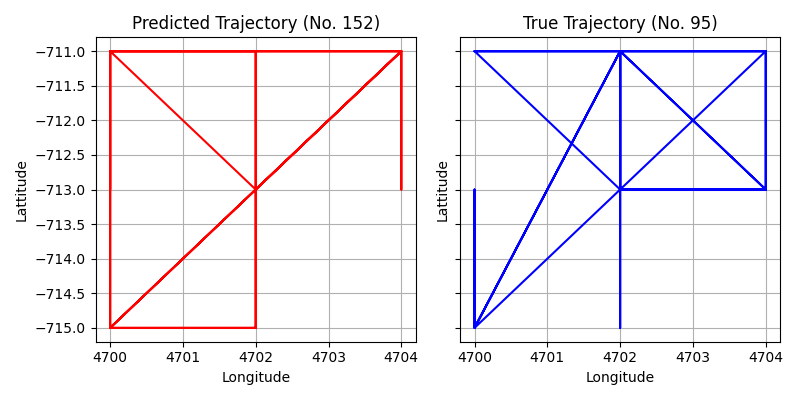 Predicted Trajectory (No. 152)
−711.0
−711.5
−712.0
−712.5
−713.0
−713.5
−714.0
−714.5
−715.0
Lattitude
4700 4701 4702 4703 4704
Longitude
True Trajectory (No. 95)
Lattitude
4700 4701 4702 4703 4704
Longitude